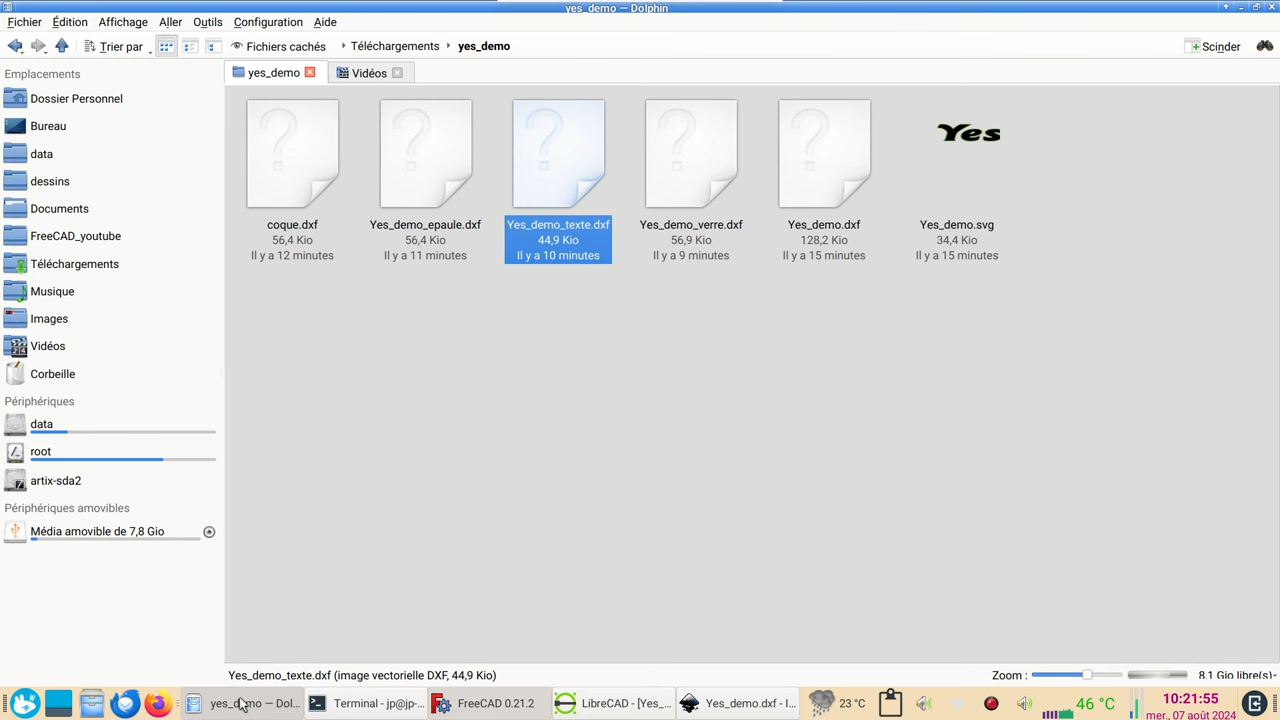 yes_demo — Dolphin
Fichier Édition Affichage Aller Outils Configuration Aide
Trier par Fichiers cachés Téléchargements yes_demo Scinder
Emplacements
Dossier Personnel
Bureau
data
dessins
Documents
FreeCAD_youtube
Téléchargements
Musique
Images
Vidéos
Corbeille
Périphériques
data
root
artix-sda2
Périphériques amovibles
Média amovible de 7,8 Gio
yes_demo Vidéos
Yes
coque.dxf
56,4 Kio
Il y a 12 minutes
Yes_demo_epaule.dxf
56,4 Kio
Il y a 11 minutes
Yes_demo_texte.dxf
44,9 Kio
Il y a 10 minutes
Yes_demo_verre.dxf
56,9 Kio
Il y a 9 minutes
Yes_demo.dxf
128,2 Kio
Il y a 15 minutes
Yes_demo.svg
34,4 Kio
Il y a 15 minutes
Yes_demo_texte.dxf (image vectorielle DXF, 44,9 Kio)
Zoom : 8,1 Gio libre(s)
yes_demo — Dol... Terminal - jp@jp-... FreeCAD 0.21.2 LibreCAD - [Yes_... Yes_demo.dxf - I... 23 °C 46 °C
10:21:55
mer., 07 août 2024